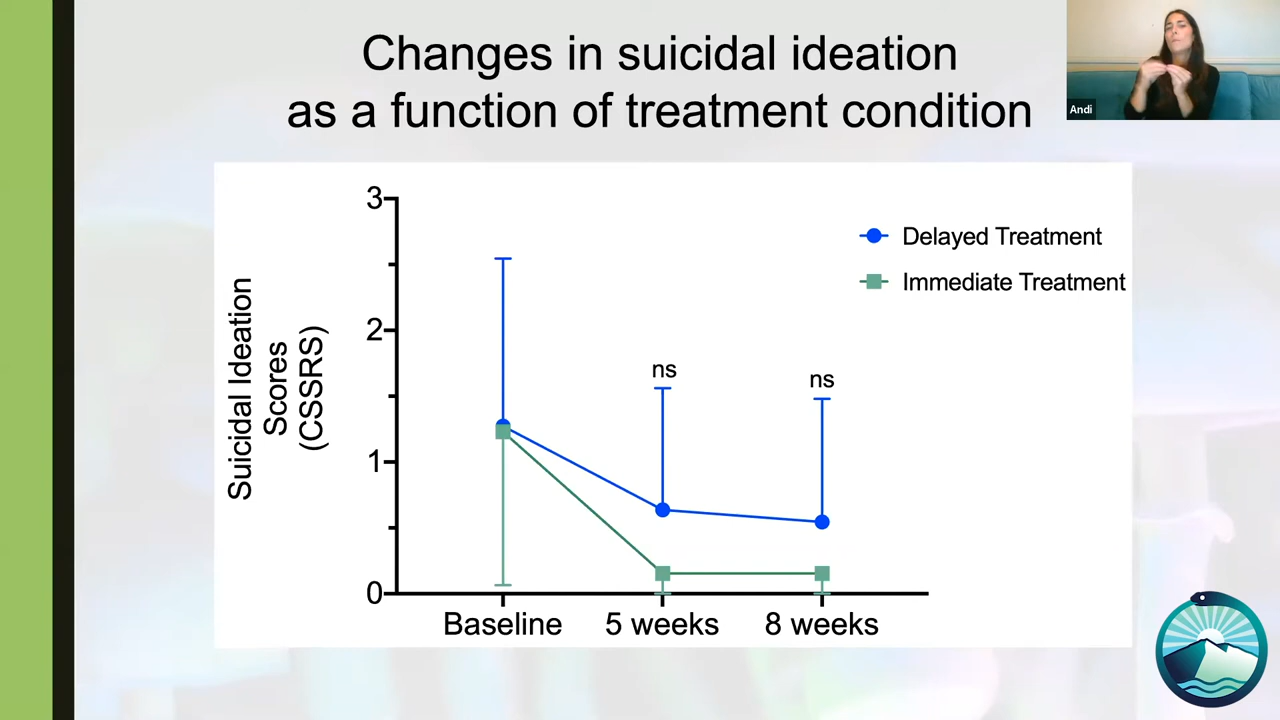 Changes in suicidal ideation
as a function of treatment condition
Andi
Suicidal Ideation
Scores
(CSSRS)
3
2
1
0
ns
ns
Delayed Treatment
Immediate Treatment
Baseline
5 weeks
8 weeks